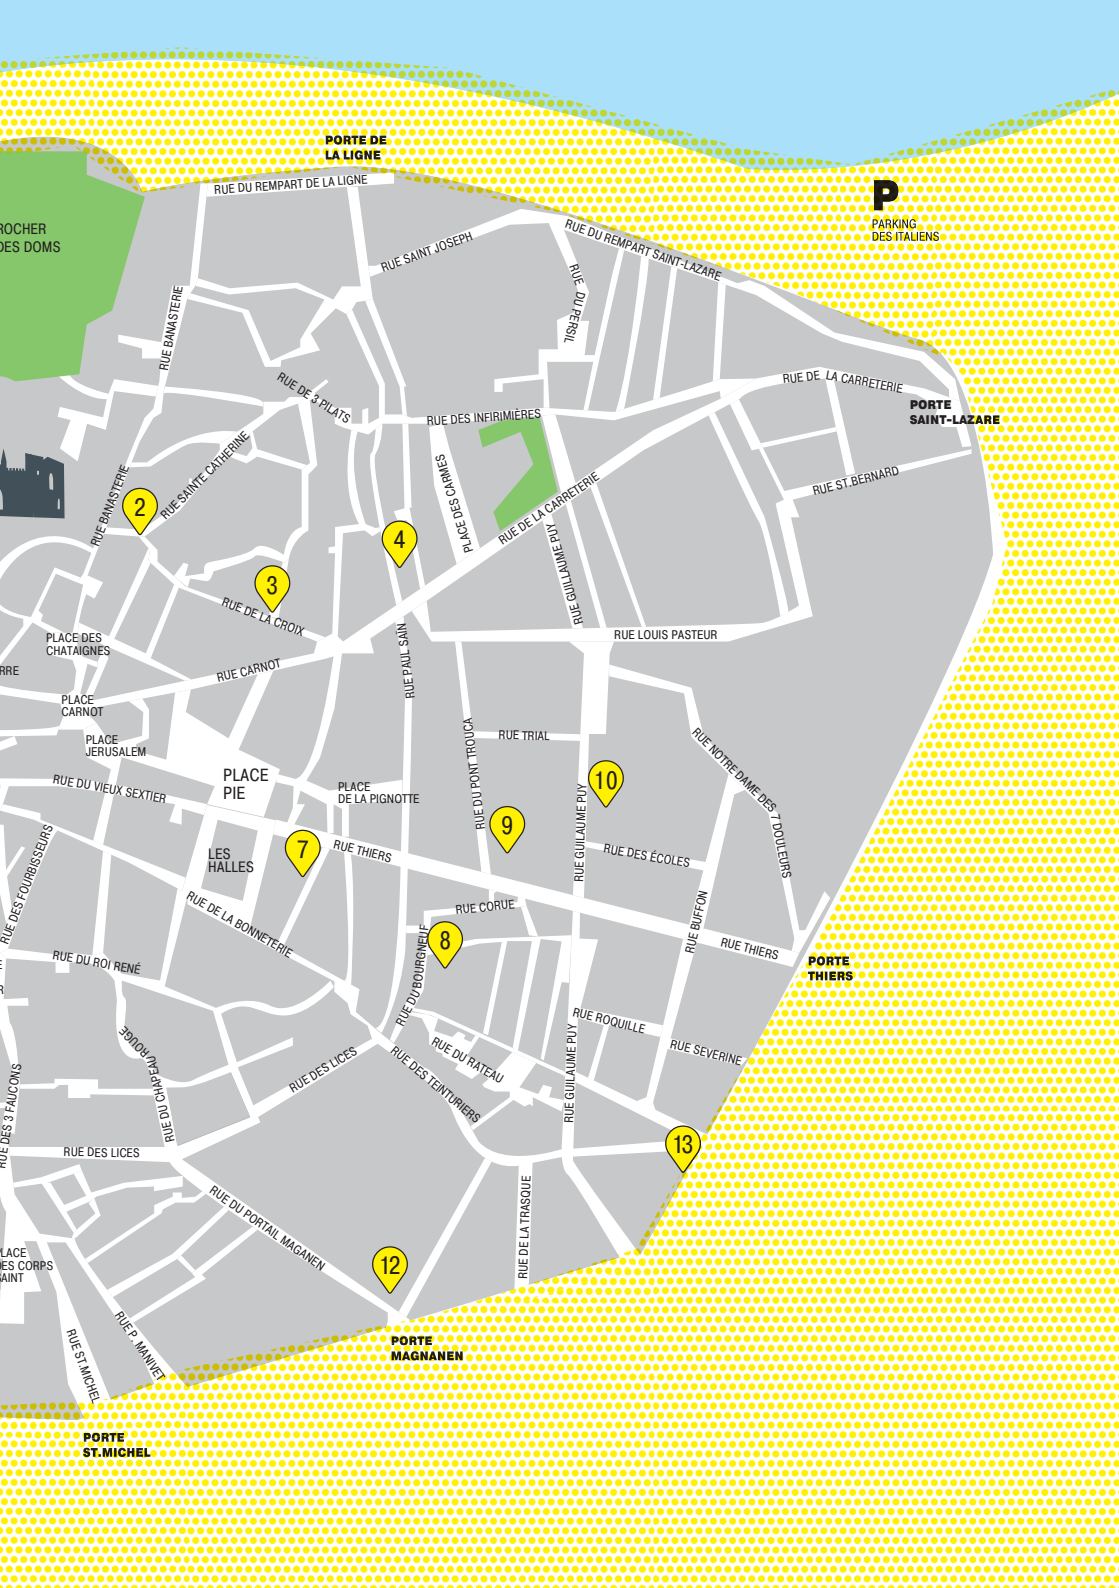 PORTE DE
LA LIGNE
RUE DU REMPART DE LA LIGNE
P
PARKING
DES ITALIENS
ROCHER
DES DOMS
RUE SAINT JOSEPH
RUE DU REMPART SAINT-LAZARE
RUE DU PERSIL
RUE BANASTERIE
RUE DE 3 PILATS
RUE DE LA CARRETERIE
PORTE
SAINT-LAZARE
RUE DES INFIRIMIÈRES
RUE SAINTE CATHERINE
PLACE DES CARMES
RUE BANASTERIE
RUE ST.BERNARD
RUE DE LA CARRETERIE
2
4
RUE GUILLAUME PUY
3
RUE DE LA CROIX
PLACE DES
CHATAIGNES
RUE LOUIS PASTEUR
RUE PAUL SAIN
RRE
RUE CARNOT
PLACE
CARNOT
PLACE
JERUSALEM
RUE TRIAL
RUE DU PONT TROUCA
RUE NOTRE DAME DES 7 DOULEURS
PLACE
PIE
RUE DU VIEUX SEXTIER
PLACE
DE LA PIGNOTTE
10
9
RUE GUILAUME PUY
7
LES
HALLES
RUE THIERS
RUE DES ÉCOLES
RUE DES FOURBISSEURS
RUE DE LA BONNETERIE
RUE CORUE
RUE BUFFON
8
RUE THIERS
PORTE
THIERS
RUE DU ROI RENÉ
E
R
RUE DU BOURGNEUF
RUE ROQUILLE
RUE SEVERINE
RUE DU CHAPEAU ROUGE
RUE DU RATEAU
RUE DES LICES
RUE DES TEINTURIERS
RUE GUILAUME PUY
RUE DES 3 FAUCONS
RUE DES LICES
13
RUE DU PORTAIL MAGANEN
RUE DE LA TRASQUE
PLACE
DES CORPS
SAINT
12
RUE P. MANIVET
RUE ST.MICHEL
PORTE
MAGNANEN
PORTE
ST.MICHEL